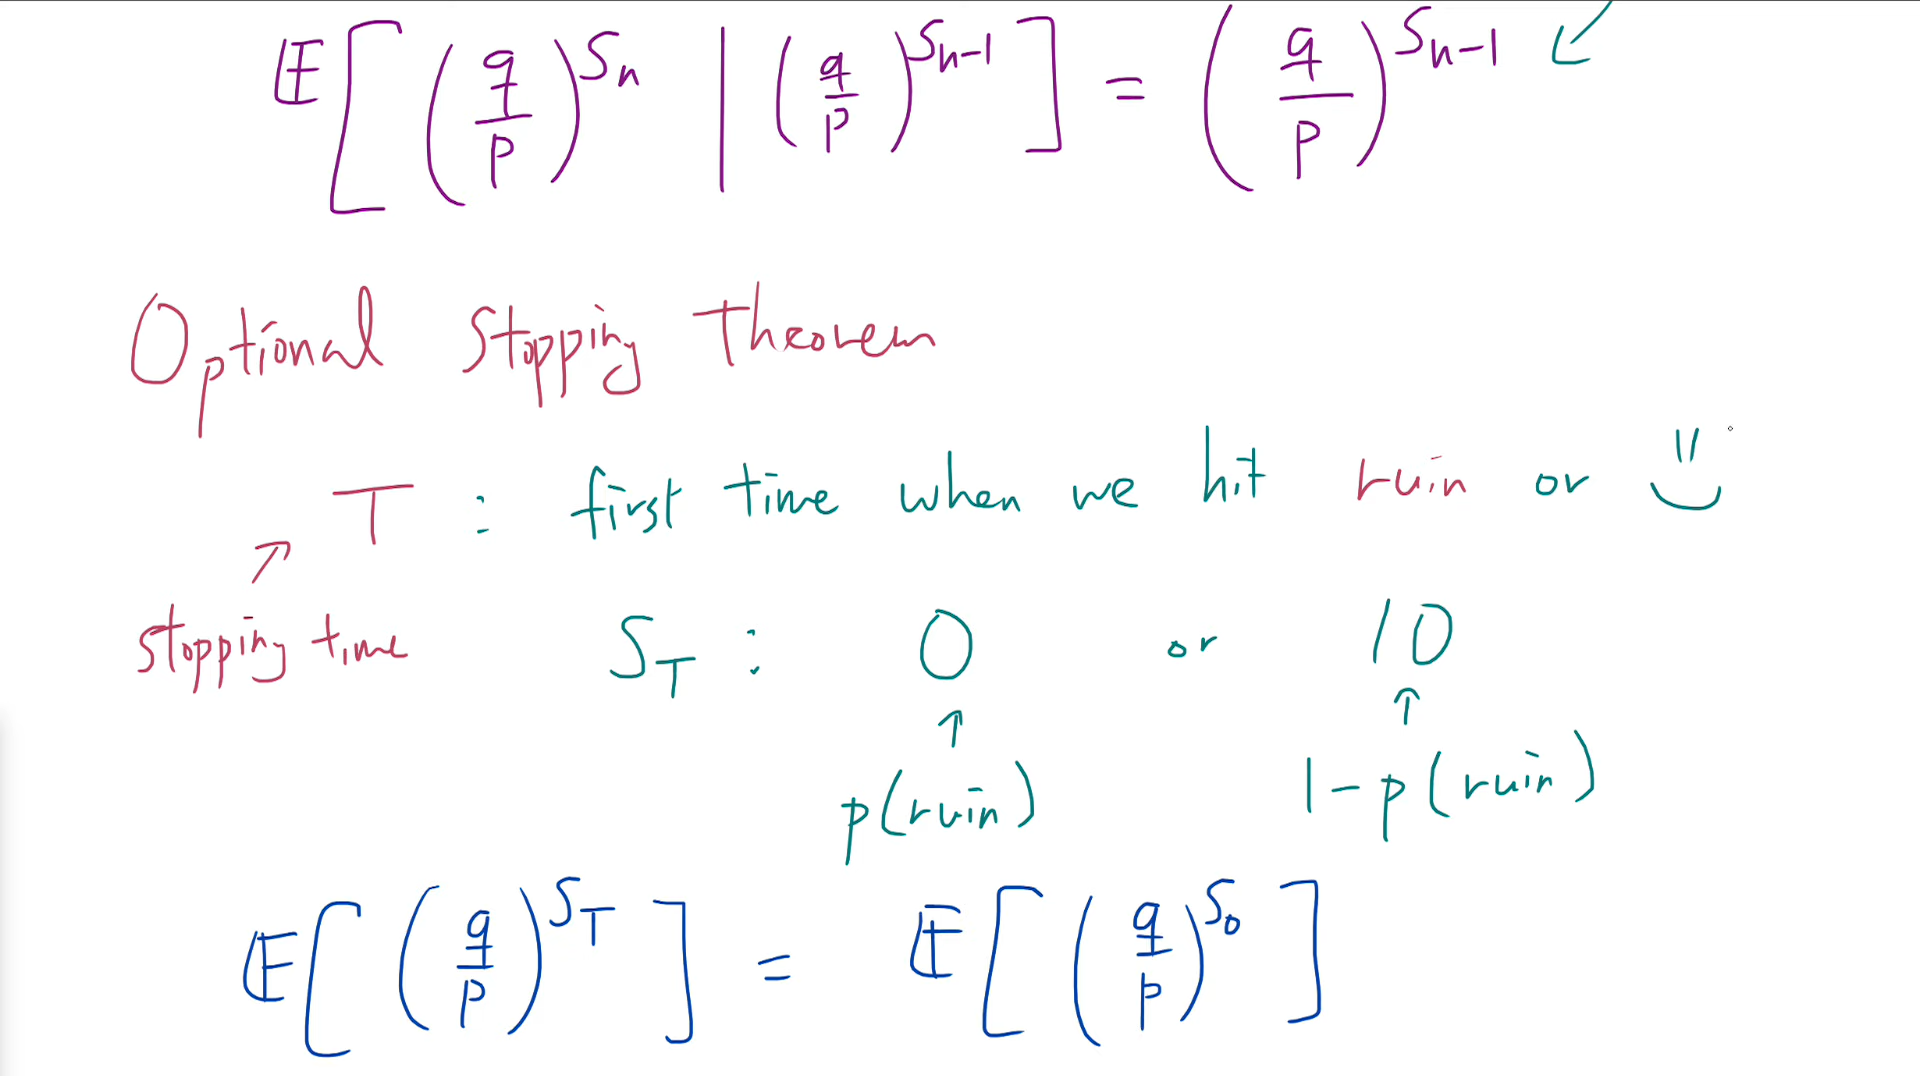 𝔼[(q/p)^{S_n} | (q/p)^{S_{n-1}}] = (q/p)^{S_{n-1}} ↙
Optional Stopping Theorem
T : first time when we hit ruin or
stopping time
S_T : 0 or 10
p(ruin) 1-p(ruin)
𝔼[(q/p)^{S_T}] = 𝔼[(q/p)^{S_0}]